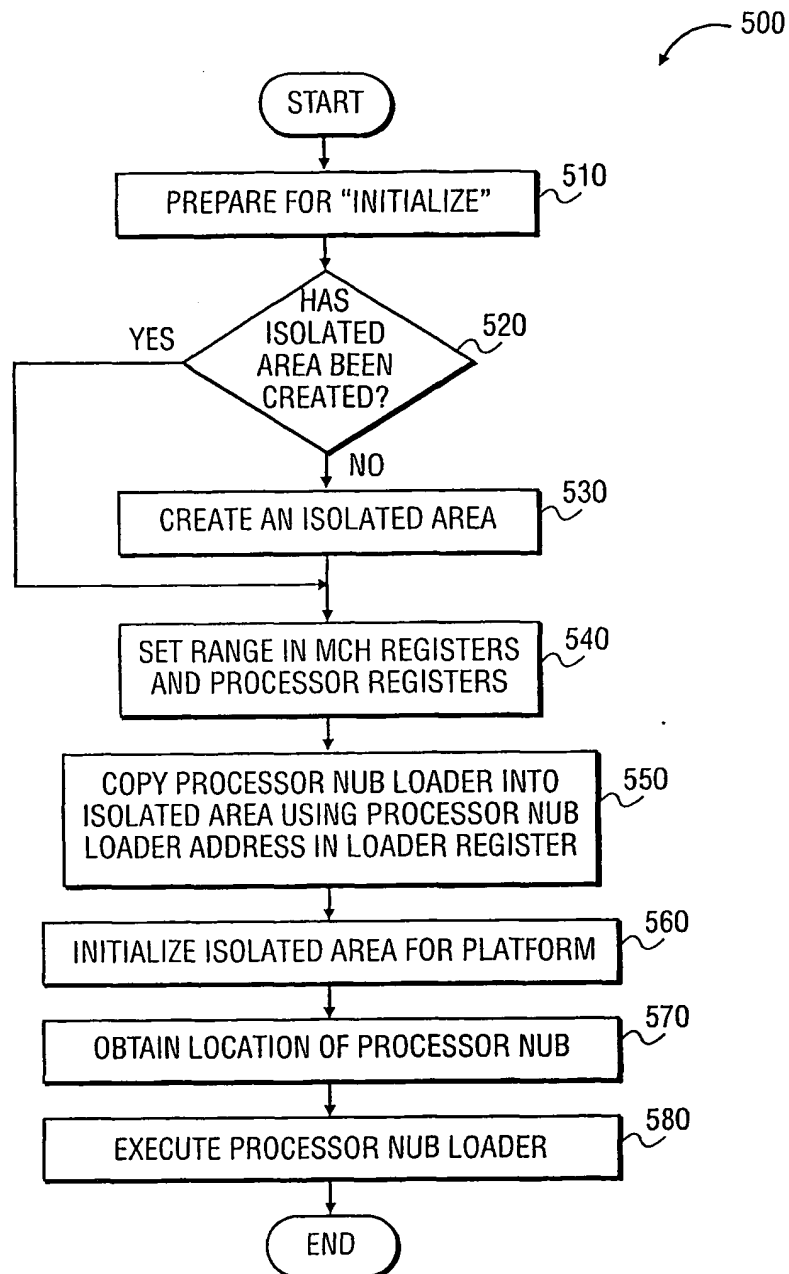 500
START
PREPARE FOR “INITIALIZE”
510
HAS
ISOLATED
AREA BEEN
CREATED?
520
YES
NO
CREATE AN ISOLATED AREA
530
SET RANGE IN MCH REGISTERS
AND PROCESSOR REGISTERS
540
COPY PROCESSOR NUB LOADER INTO
ISOLATED AREA USING PROCESSOR NUB
LOADER ADDRESS IN LOADER REGISTER
550
INITIALIZE ISOLATED AREA FOR PLATFORM
560
OBTAIN LOCATION OF PROCESSOR NUB
570
EXECUTE PROCESSOR NUB LOADER
580
END